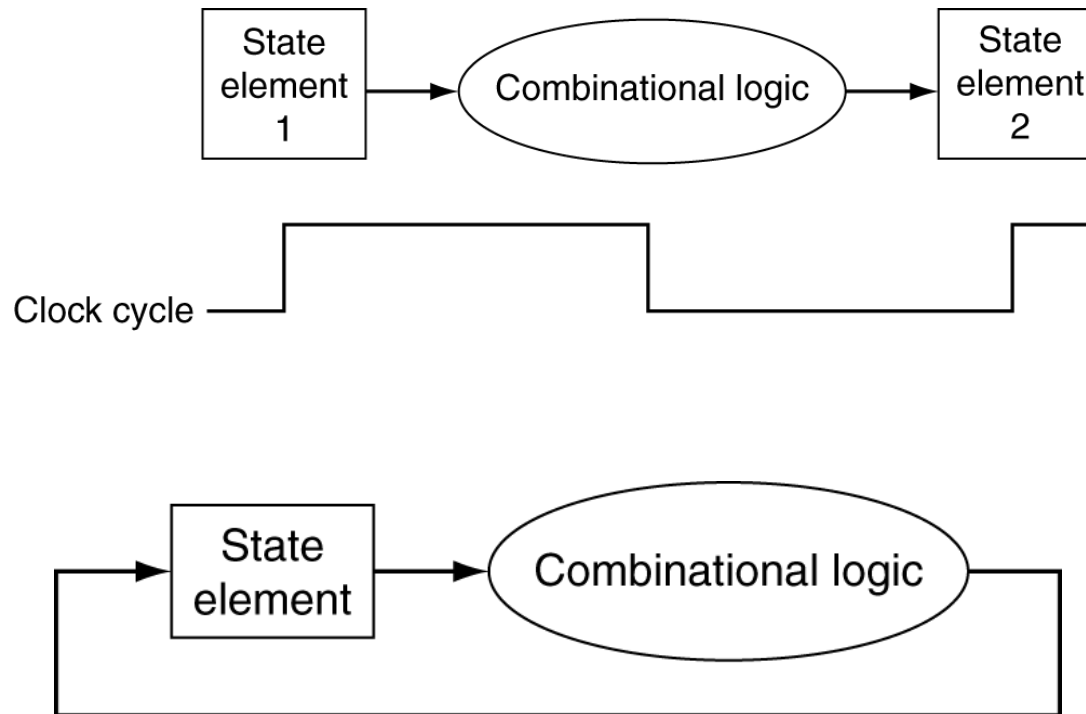 State
element
1
Combinational logic
State
element
2
Clock cycle
State
element
Combinational logic